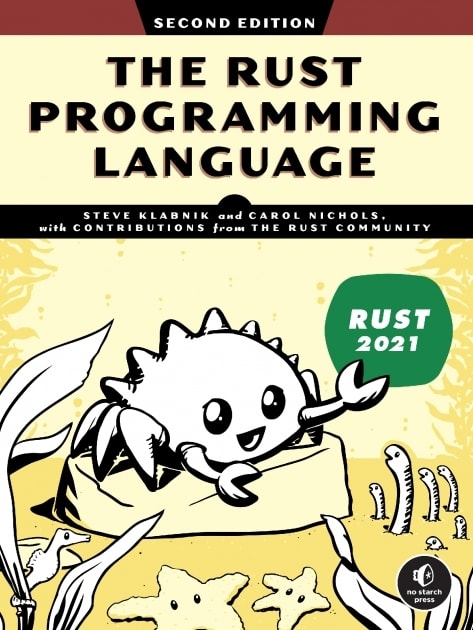 SECOND EDITION
THE RUST
PROGRAMMING
LANGUAGE
STEVE KLABNIK and CAROL NICHOLS,
with CONTRIBUTIONS from THE RUST COMMUNITY
RUST
2021
no starch
press